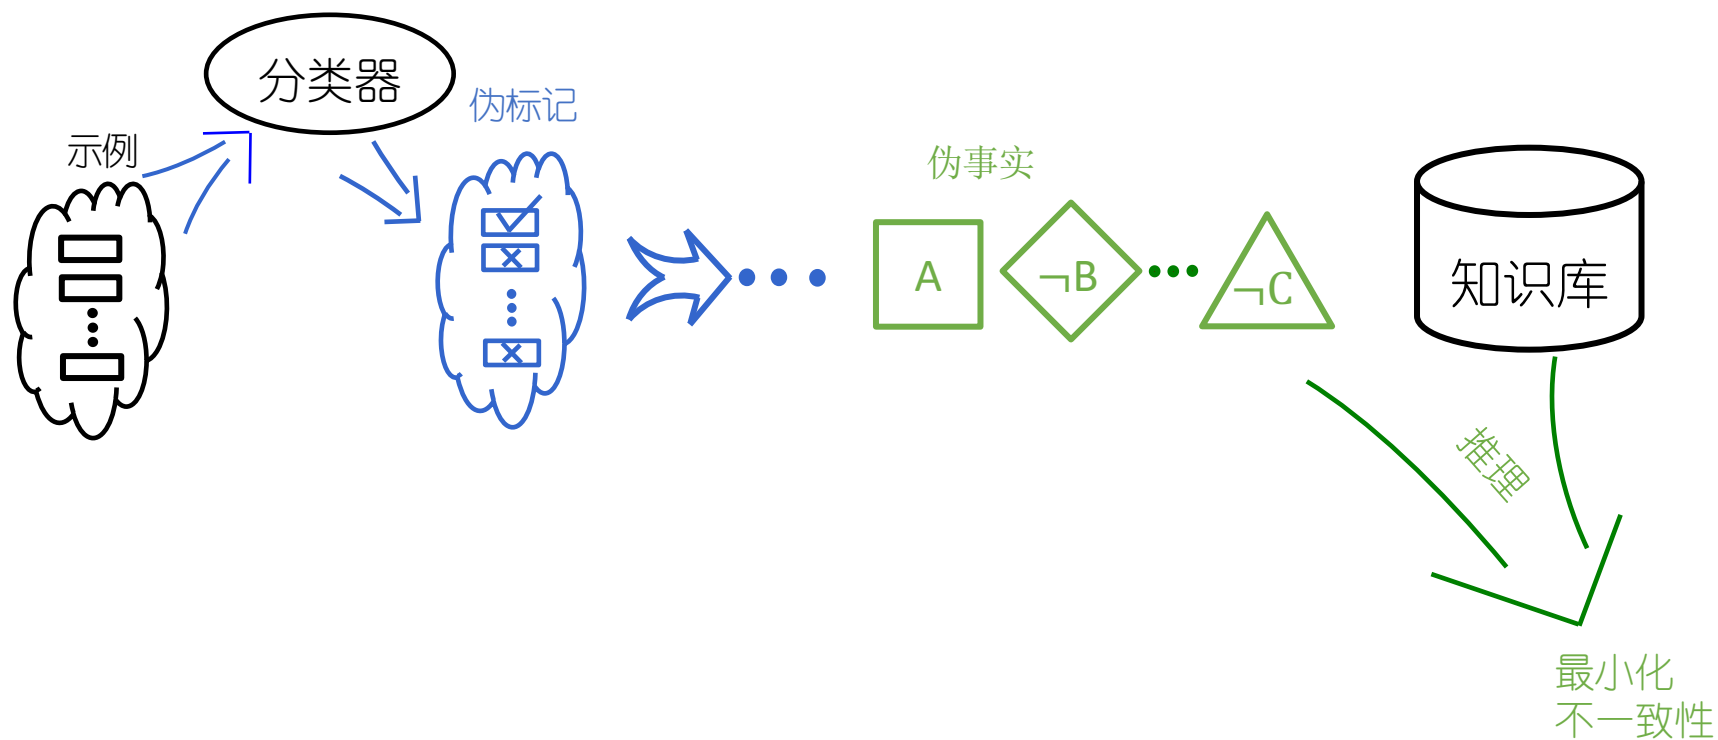 分类器
示例
伪标记
伪事实
A
¬B
¬C
知识库
推理
最小化
不一致性